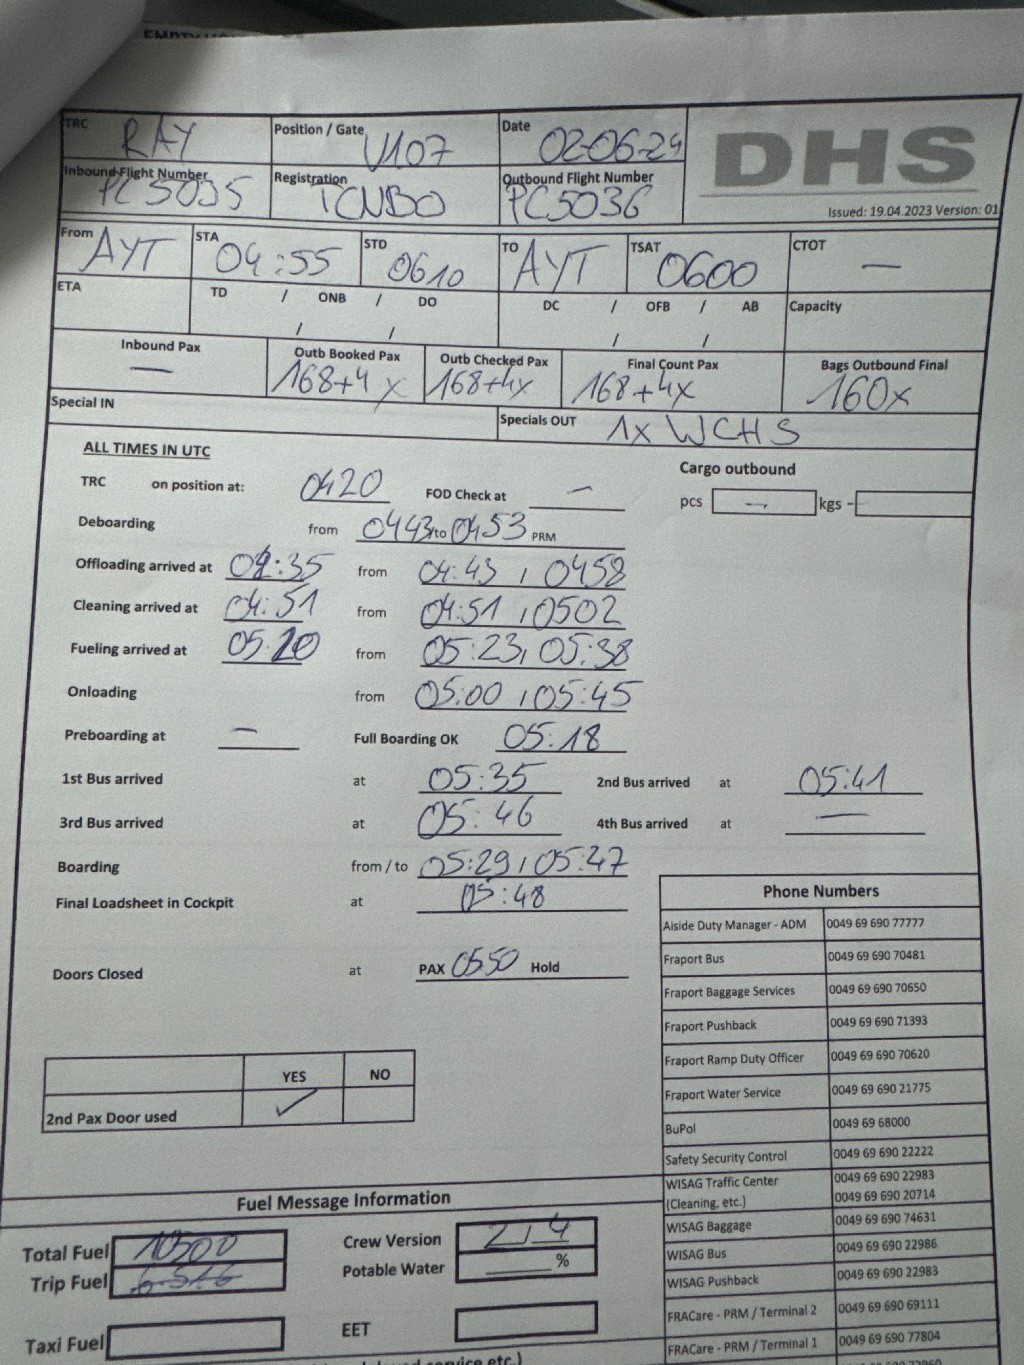 TRC RAY Position / Gate V107 Date 02-06-24 DHS
Inbound Flight Number PC5035 Registration TCNBO Outbound Flight Number PC5036
Issued: 19.04.2023 Version: 01
From AYT STA 04:55 STD 0610 TO AYT TSAT 0600 CTOT —
ETA TD / ONB / DO DC / OFB / AB Capacity
/ / / /
Inbound Pax — Outb Booked Pax 168+4x Outb Checked Pax 168+4x Final Count Pax 168+4x Bags Outbound Final 160x
Special IN Specials OUT 1x WCHS
ALL TIMES IN UTC Cargo outbound
TRC on position at: 0420 FOD Check at — pcs — kgs -
Deboarding from 0443/to 0453 PRM
Offloading arrived at 04:35 from 04:43 / 0458
Cleaning arrived at 04:51 from 04:51 / 0502
Fueling arrived at 05:20 from 05:23 / 05:38
Onloading from 05:00 / 05:45
Preboarding at — Full Boarding OK 05:18
1st Bus arrived at 05:35 2nd Bus arrived at 05:41
3rd Bus arrived at 05:46 4th Bus arrived at —
Boarding from / to 05:29 / 05:47
Final Loadsheet in Cockpit at 05:48
Doors Closed at PAX 0550 Hold
YES NO
2nd Pax Door used ✓
Phone Numbers
Aiside Duty Manager - ADM 0049 69 690 77777
Fraport Bus 0049 69 690 70481
Fraport Baggage Services 0049 69 690 70650
Fraport Pushback 0049 69 690 71393
Fraport Ramp Duty Officer 0049 69 690 70620
Fraport Water Service 0049 69 690 21775
BuPol 0049 69 68000
Safety Security Control 0049 69 690 22222
WISAG Traffic Center 0049 69 690 22983
(Cleaning, etc.) 0049 69 690 20714
WISAG Baggage 0049 69 690 74631
WISAG Bus 0049 69 690 22986
WISAG Pushback 0049 69 690 22983
FRACare - PRM / Terminal 2 0049 69 690 69111
FRACare - PRM / Terminal 1 0049 69 690 77804
Fuel Message Information
Total Fuel 10500 Crew Version 2 / 4
Trip Fuel Potable Water %
Taxi Fuel EET